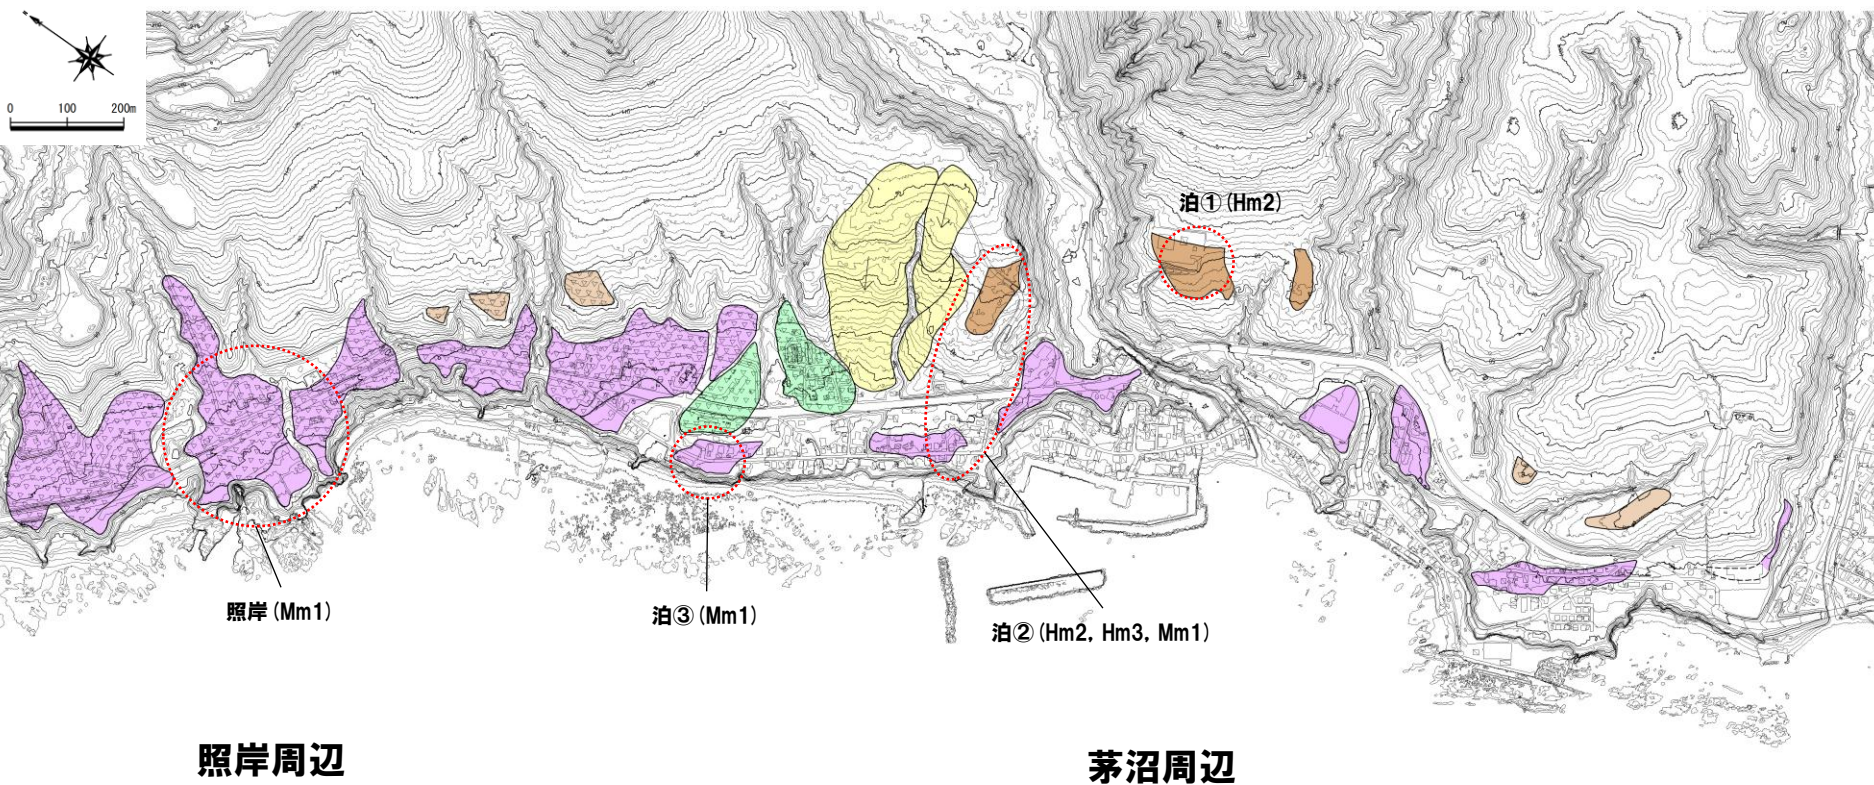 0 100 200m
泊①(Hm2)
照岸(Mm1)
泊③(Mm1)
泊②(Hm2, Hm3, Mm1)
照岸周辺
茅沼周辺